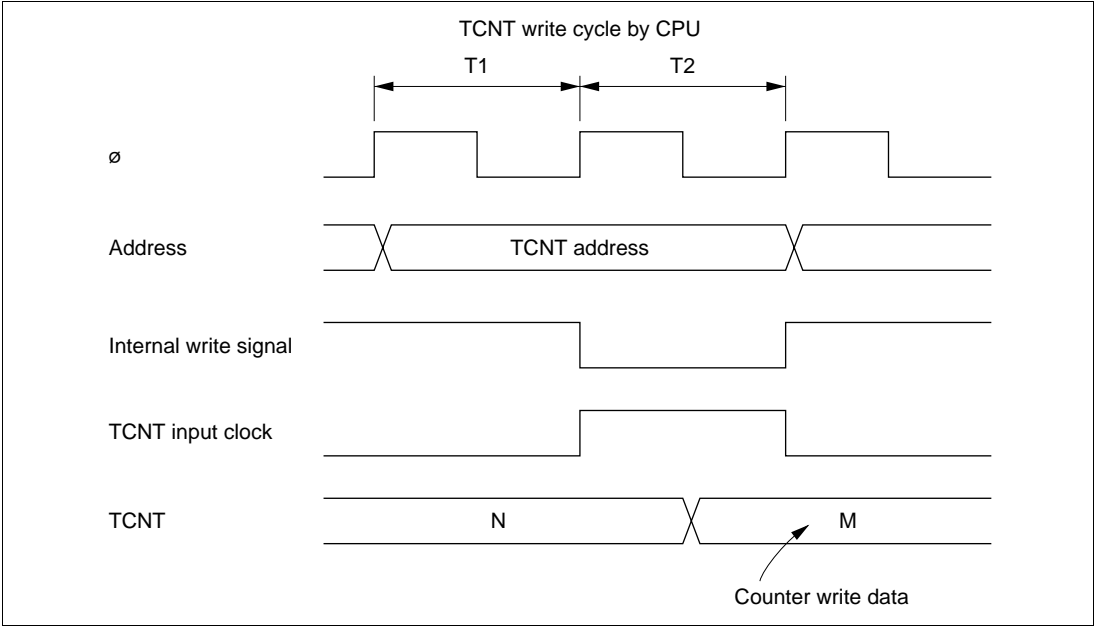 TCNT write cycle by CPU
T1 T2
ø
Address TCNT address
Internal write signal
TCNT input clock
TCNT N M
Counter write data